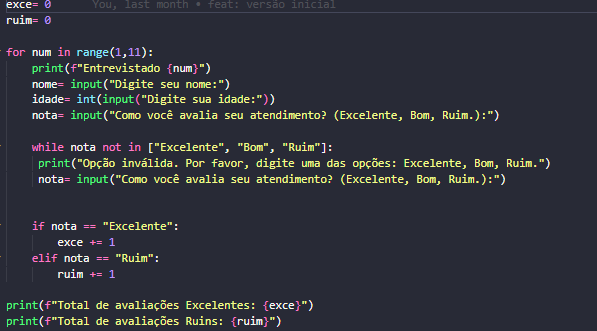 exce= 0 You, last month • feat: versão inicial
ruim= 0
for num in range(1,11):
print(f"Entrevistado {num}")
nome= input("Digite seu nome:")
idade= int(input("Digite sua idade:"))
nota= input("Como você avalia seu atendimento? (Excelente, Bom, Ruim.):")
while nota not in ["Excelente", "Bom", "Ruim"]:
print("Opção inválida. Por favor, digite uma das opções: Excelente, Bom, Ruim.")
nota= input("Como você avalia seu atendimento? (Excelente, Bom, Ruim.):")
if nota == "Excelente":
exce += 1
elif nota == "Ruim":
ruim += 1
print(f"Total de avaliações Excelentes: {exce}")
print(f"Total de avaliações Ruins: {ruim}")